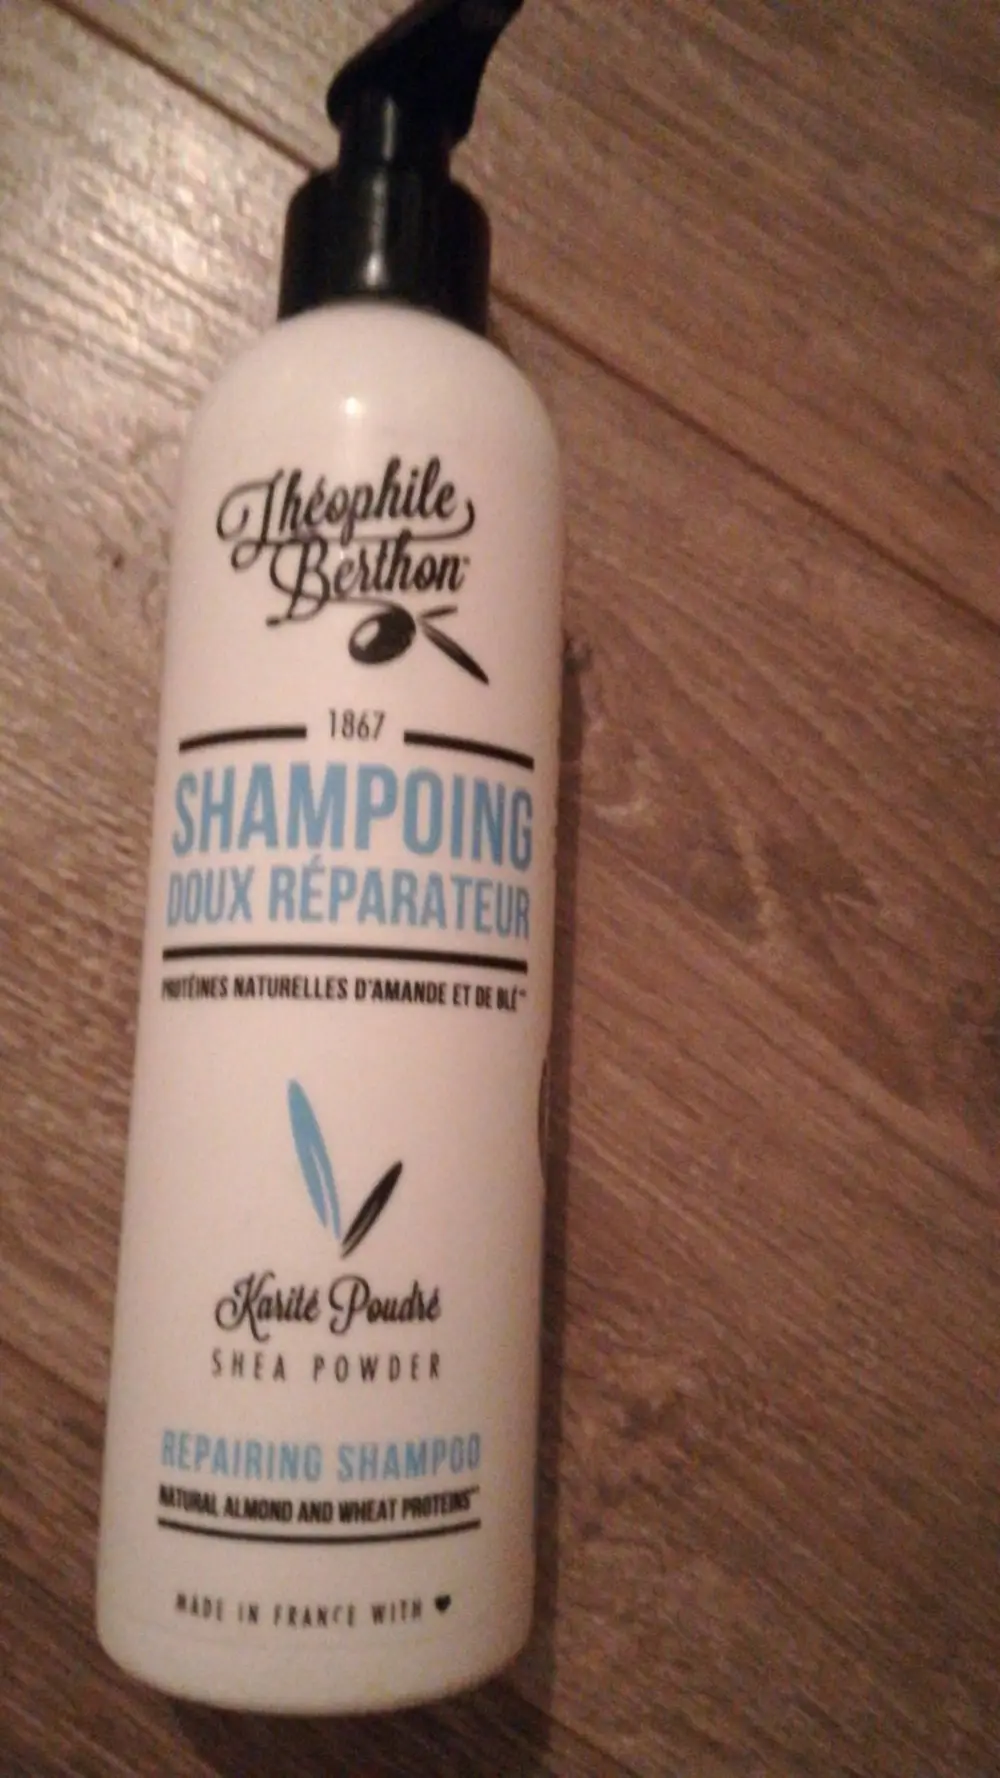 Théophile
Berthon
1867
SHAMPOING
DOUX RÉPARATEUR
PROTÉINES NATURELLES D'AMANDE ET DE BLÉ**
Karité Poudré
SHEA POWDER
REPAIRING SHAMPOO
NATURAL ALMOND AND WHEAT PROTEINS**
MADE IN FRANCE WITH ♥